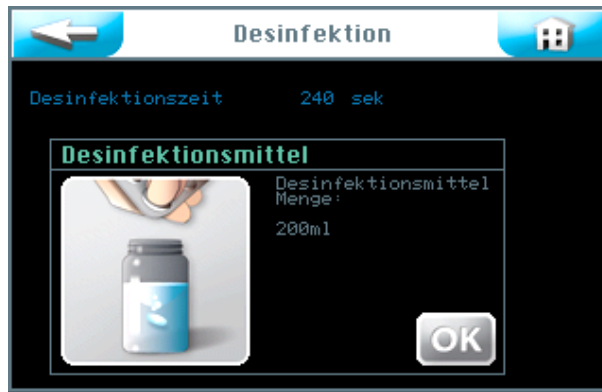 Desinfektion
Desinfektionszeit 240 sek
Desinfektionsmittel
Desinfektionsmittel
Menge:
200ml
OK